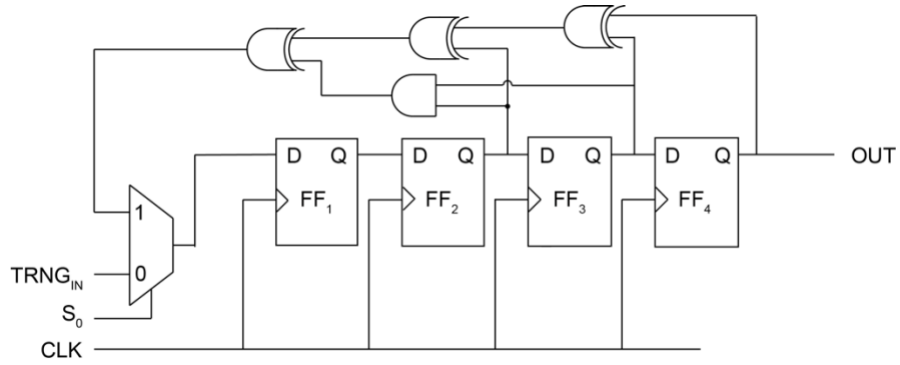 D Q D Q D Q D Q OUT
FF1 FF2 FF3 FF4
1
TRNGIN 0
S0
CLK